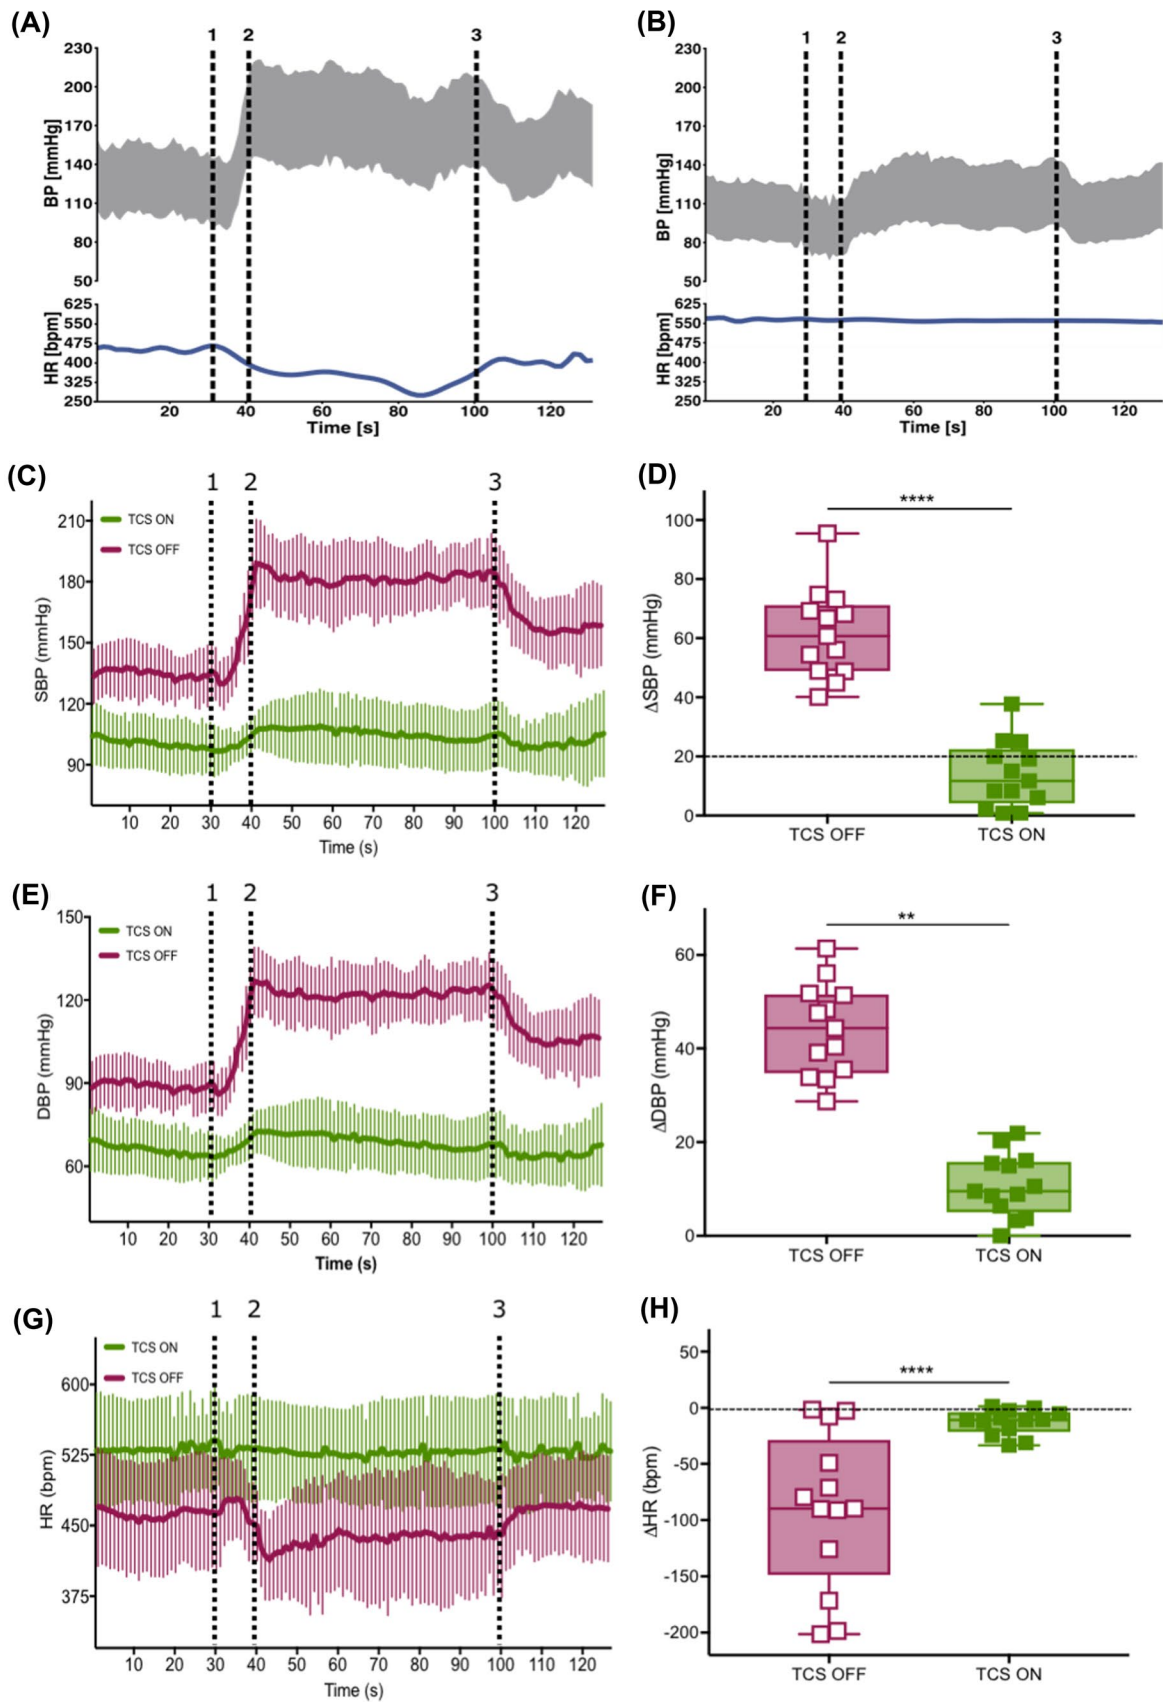 (A)
1 2 3
230
200
170
140
110
80
50
BP [mmHg]
625
550
475
400
325
250
HR [bpm]
20 40 60 80 100 120
Time [s]
(B)
1 2 3
230
200
170
140
110
80
50
BP [mmHg]
625
550
475
400
325
250
HR [bpm]
20 40 60 80 100 120
Time [s]
(C)
1 2 3
TCS ON
TCS OFF
210
180
150
120
90
SBP (mmHg)
10 20 30 40 50 60 70 80 90 100 110 120
Time (s)
(D)
****
100
80
60
40
20
0
ΔSBP (mmHg)
TCS OFF TCS ON
(E)
1 2 3
TCS ON
TCS OFF
150
120
90
60
DBP (mmHg)
10 20 30 40 50 60 70 80 90 100 110 120
Time (s)
(F)
**
60
40
20
0
ΔDBP (mmHg)
TCS OFF TCS ON
(G)
1 2 3
TCS ON
TCS OFF
600
525
450
375
HR (bpm)
10 20 30 40 50 60 70 80 90 100 110 120
Time (s)
(H)
****
50
0
-50
-100
-150
-200
ΔHR (bpm)
TCS OFF TCS ON